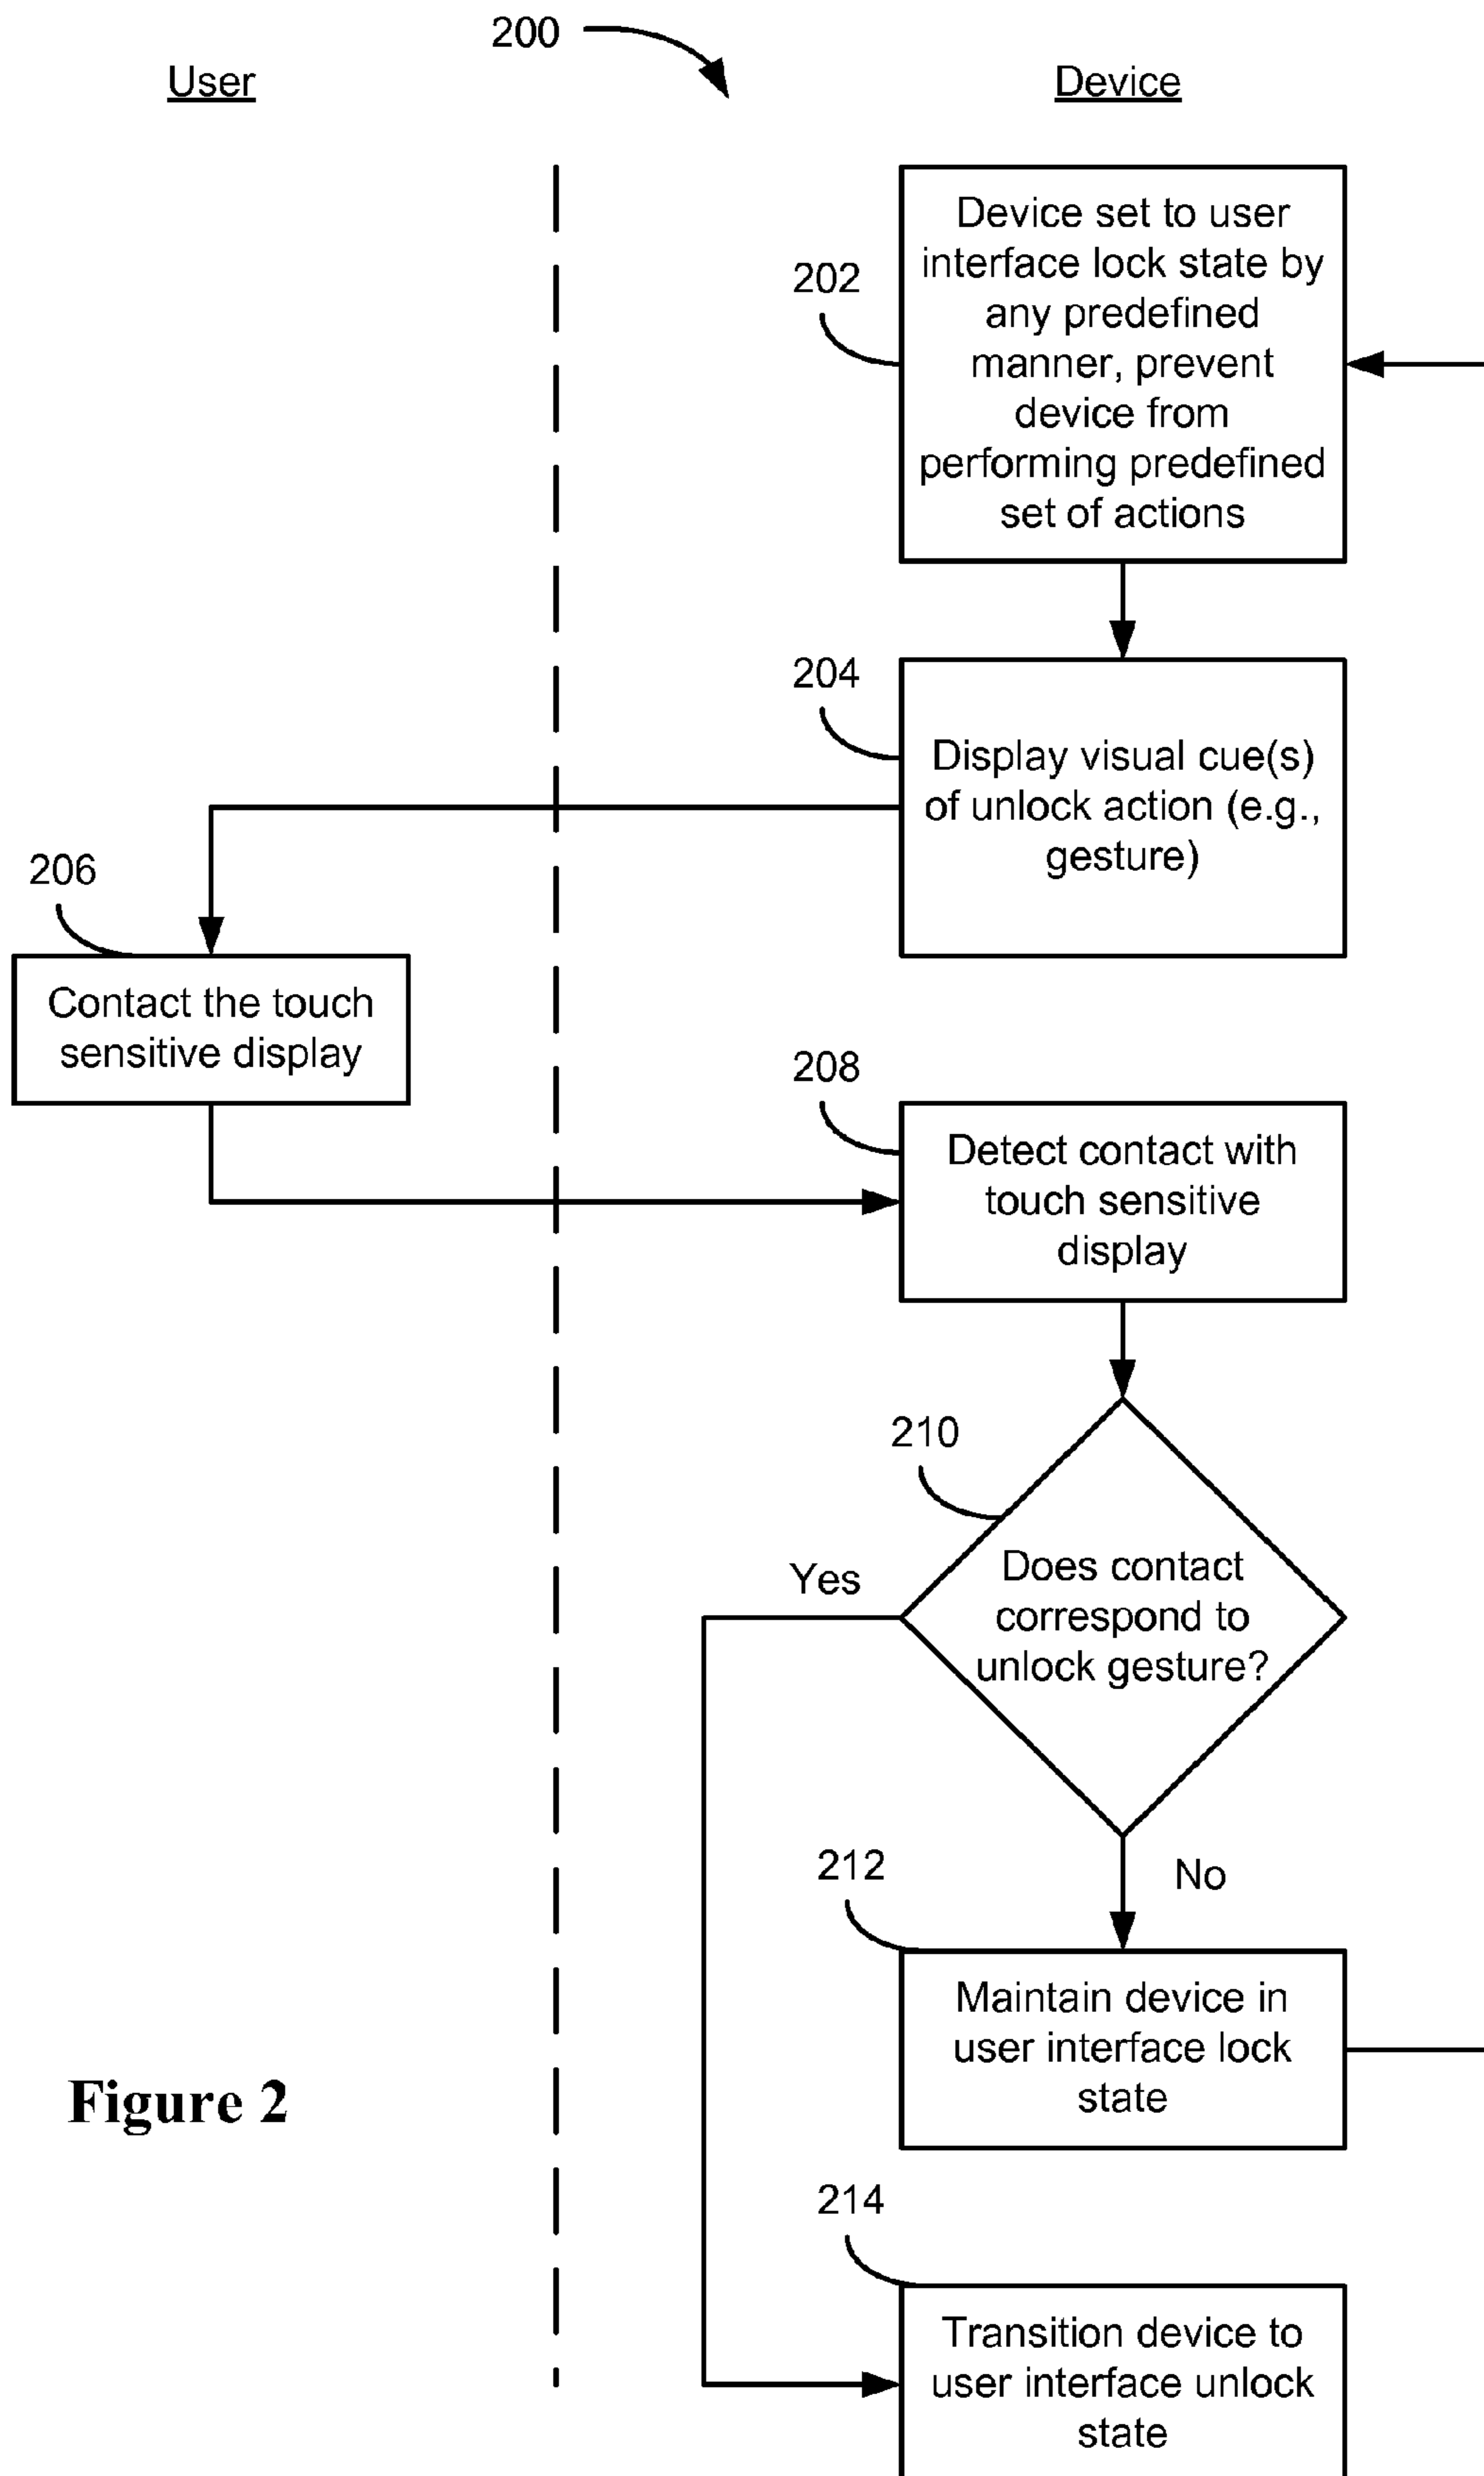 200
User
Device
202
Device set to user
interface lock state by
any predefined
manner, prevent
device from
performing predefined
set of actions
204
Display visual cue(s)
of unlock action (e.g.,
gesture)
206
Contact the touch
sensitive display
208
Detect contact with
touch sensitive
display
210
Does contact
correspond to
unlock gesture?
Yes
No
212
Maintain device in
user interface lock
state
Figure 2
214
Transition device to
user interface unlock
state